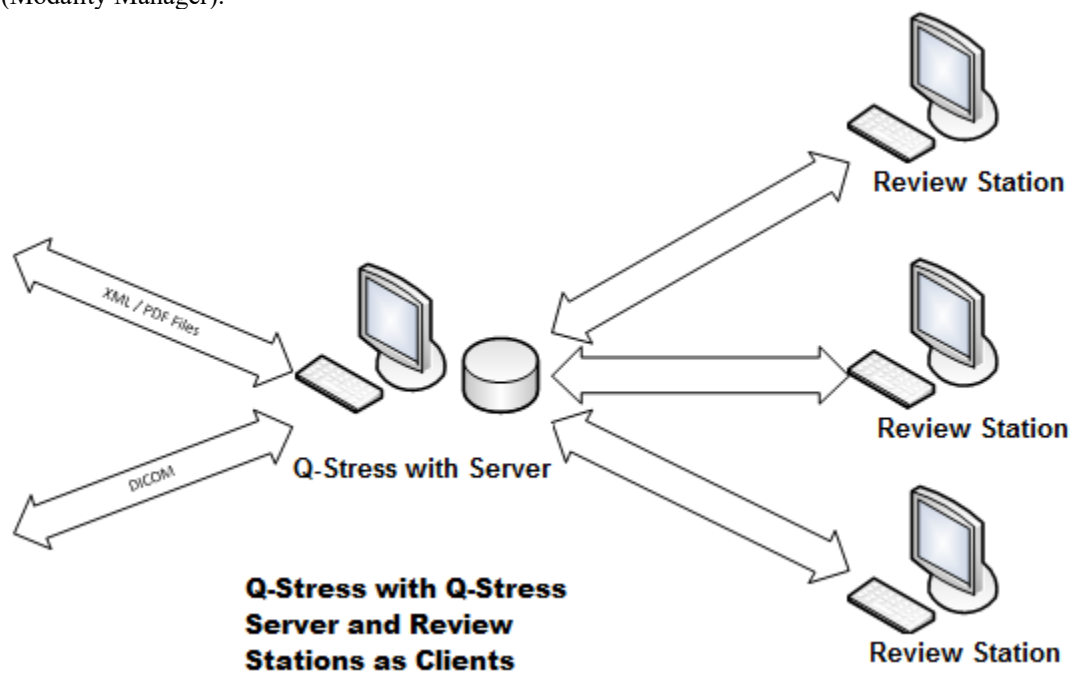 (Modality Manager).
Review Station
XML / PDF Files
Review Station
Q-Stress with Server
DICOM
Q-Stress with Q-Stress
Server and Review
Stations as Clients
Review Station